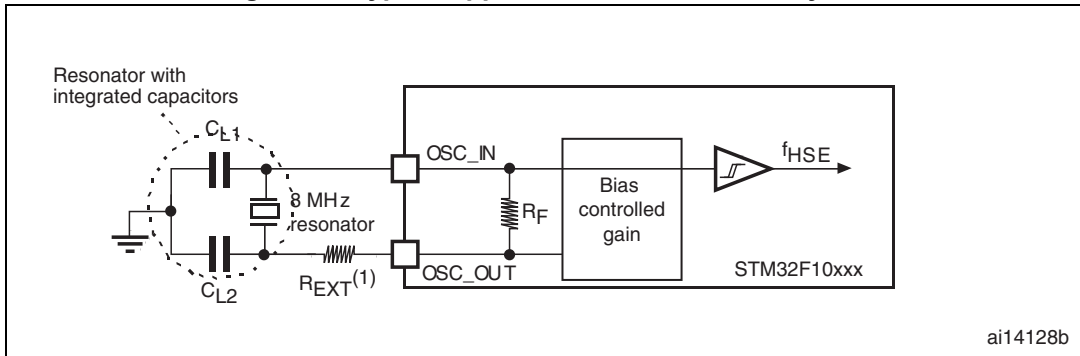 Resonator with
integrated capacitors
CL1
8 MHz
resonator
CL2
REXT(1)
OSC_IN
OSC_OUT
RF
Bias
controlled
gain
fHSE
STM32F10xxx
ai14128b